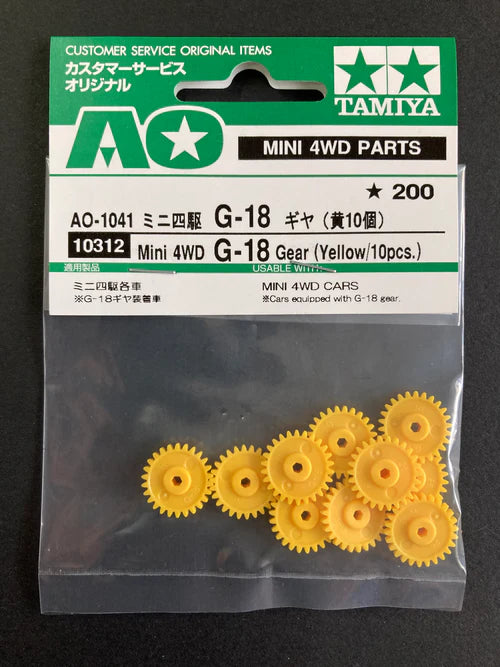 CUSTOMER SERVICE ORIGINAL ITEMS
カスタマーサービス
オリジナル
TAMIYA
AO
MINI 4WD PARTS
★ 200
AO-1041 ミニ四駆 G-18 ギヤ（黄10個）
10312 Mini 4WD G-18 Gear (Yellow/10pcs.)
適用製品
USABLE WITH
ミニ四駆各車
※G-18ギヤ装着車
MINI 4WD CARS
※Cars equipped with G-18 gear.